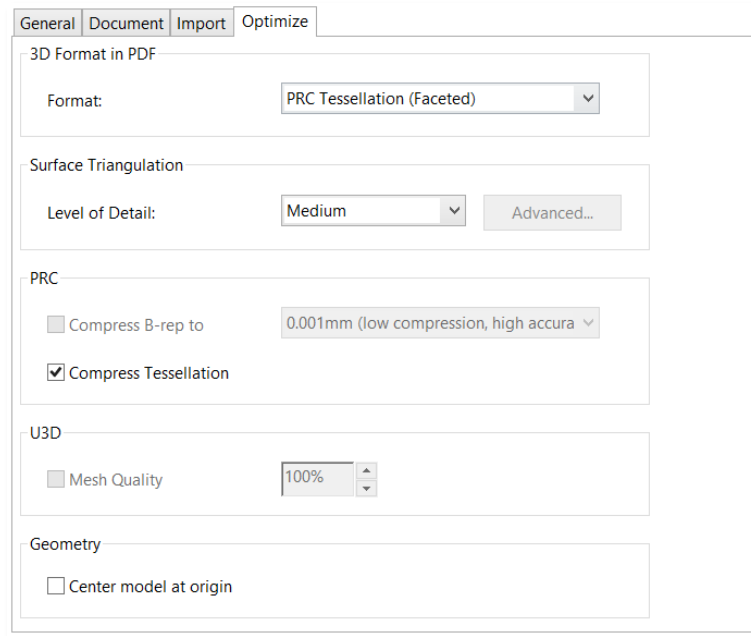 General Document Import Optimize
3D Format in PDF
Format: PRC Tessellation (Faceted)
Surface Triangulation
Level of Detail: Medium Advanced...
PRC
Compress B-rep to 0.001mm (low compression, high accura
Compress Tessellation
U3D
Mesh Quality 100%
Geometry
Center model at origin